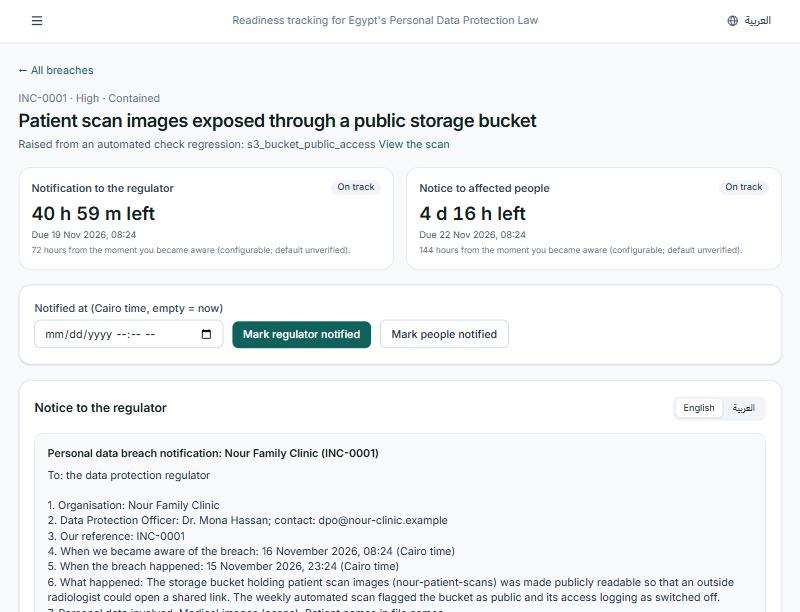 Readiness tracking for Egypt's Personal Data Protection Law
العربية
← All breaches
INC-0001 · High · Contained
Patient scan images exposed through a public storage bucket
Raised from an automated check regression: s3_bucket_public_access View the scan
Notification to the regulator
On track
40 h 59 m left
Due 19 Nov 2026, 08:24
72 hours from the moment you became aware (configurable; default unverified).
Notice to affected people
On track
4 d 16 h left
Due 22 Nov 2026, 08:24
144 hours from the moment you became aware (configurable; default unverified).
Notified at (Cairo time, empty = now)
mm/dd/yyyy --:-- --
Mark regulator notified
Mark people notified
Notice to the regulator
English
العربية
Personal data breach notification: Nour Family Clinic (INC-0001)
To: the data protection regulator
1. Organisation: Nour Family Clinic
2. Data Protection Officer: Dr. Mona Hassan; contact: dpo@nour-clinic.example
3. Our reference: INC-0001
4. When we became aware of the breach: 16 November 2026, 08:24 (Cairo time)
5. When the breach happened: 15 November 2026, 23:24 (Cairo time)
6. What happened: The storage bucket holding patient scan images (nour-patient-scans) was made publicly readable so that an outside
radiologist could open a shared link. The weekly automated scan flagged the bucket as public and its access logging as switched off.